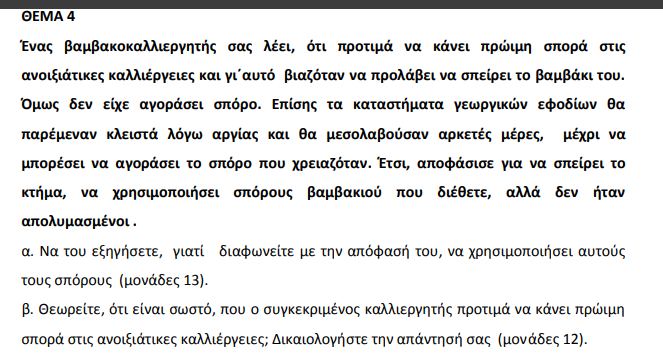 ΘΕΜΑ 4
Ένας βαμβακοκαλλιεργητής σας λέει, ότι προτιμά να κάνει πρώιμη σπορά στις
ανοιξιάτικες καλλιέργειες και γι΄αυτό βιαζόταν να προλάβει να σπείρει το βαμβάκι του.
Όμως δεν είχε αγοράσει σπόρο. Επίσης τα καταστήματα γεωργικών εφοδίων θα
παρέμεναν κλειστά λόγω αργίας και θα μεσολαβούσαν αρκετές μέρες, μέχρι να
μπορέσει να αγοράσει το σπόρο που χρειαζόταν. Έτσι, αποφάσισε για να σπείρει το
κτήμα, να χρησιμοποιήσει σπόρους βαμβακιού που διέθετε, αλλά δεν ήταν
απολυμασμένοι .
α. Να του εξηγήσετε, γιατί διαφωνείτε με την απόφασή του, να χρησιμοποιήσει αυτούς
τους σπόρους (μονάδες 13).
β. Θεωρείτε, ότι είναι σωστό, που ο συγκεκριμένος καλλιεργητής προτιμά να κάνει πρώιμη
σπορά στις ανοιξιάτικες καλλιέργειες; Δικαιολογήστε την απάντησή σας (μονάδες 12).